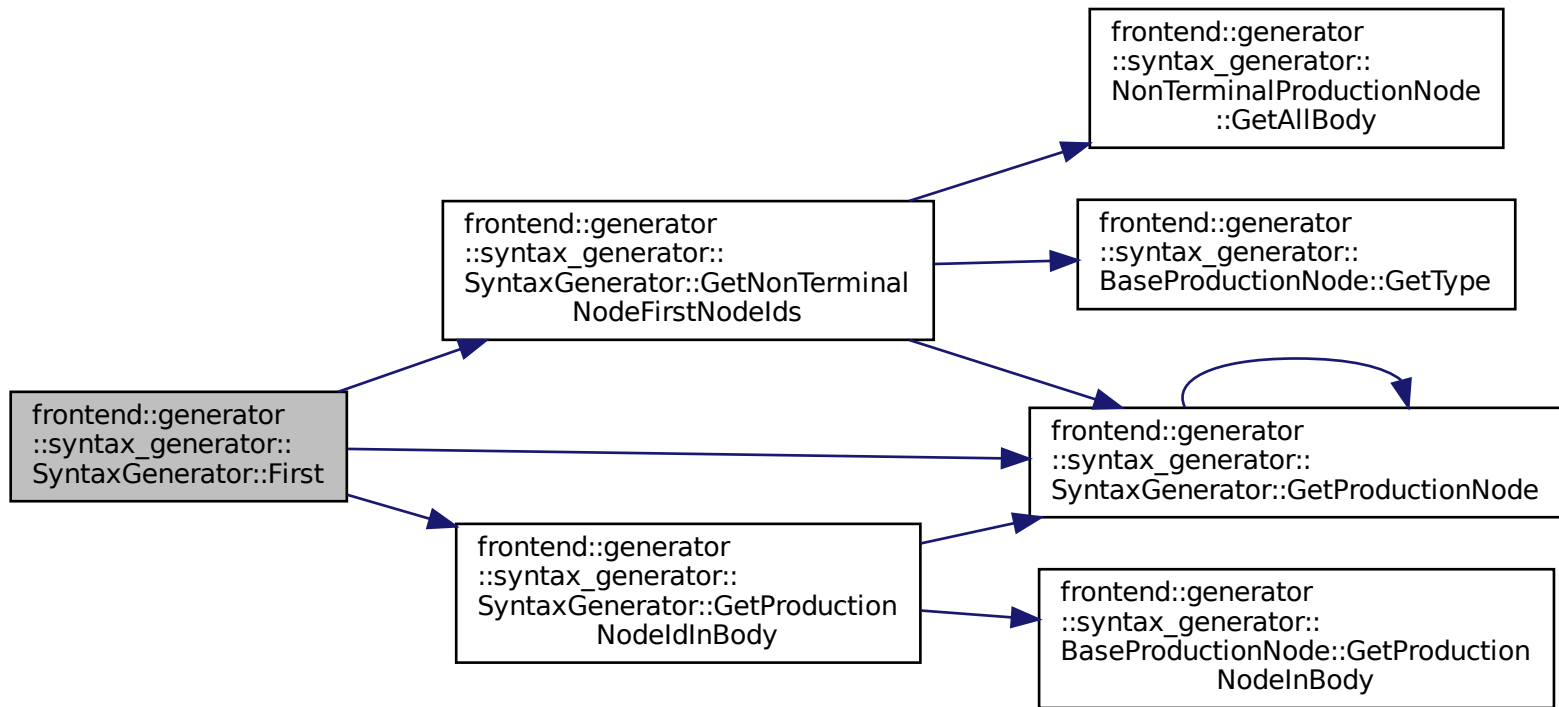 frontend::generator
::syntax_generator::
NonTerminalProductionNode
::GetAllBody
frontend::generator
::syntax_generator::
BaseProductionNode::GetType
frontend::generator
::syntax_generator::
SyntaxGenerator::GetNonTerminal
NodeFirstNodeIds
frontend::generator
::syntax_generator::
SyntaxGenerator::First
frontend::generator
::syntax_generator::
SyntaxGenerator::GetProductionNode
frontend::generator
::syntax_generator::
SyntaxGenerator::GetProduction
NodeIdInBody
frontend::generator
::syntax_generator::
BaseProductionNode::GetProduction
NodeInBody